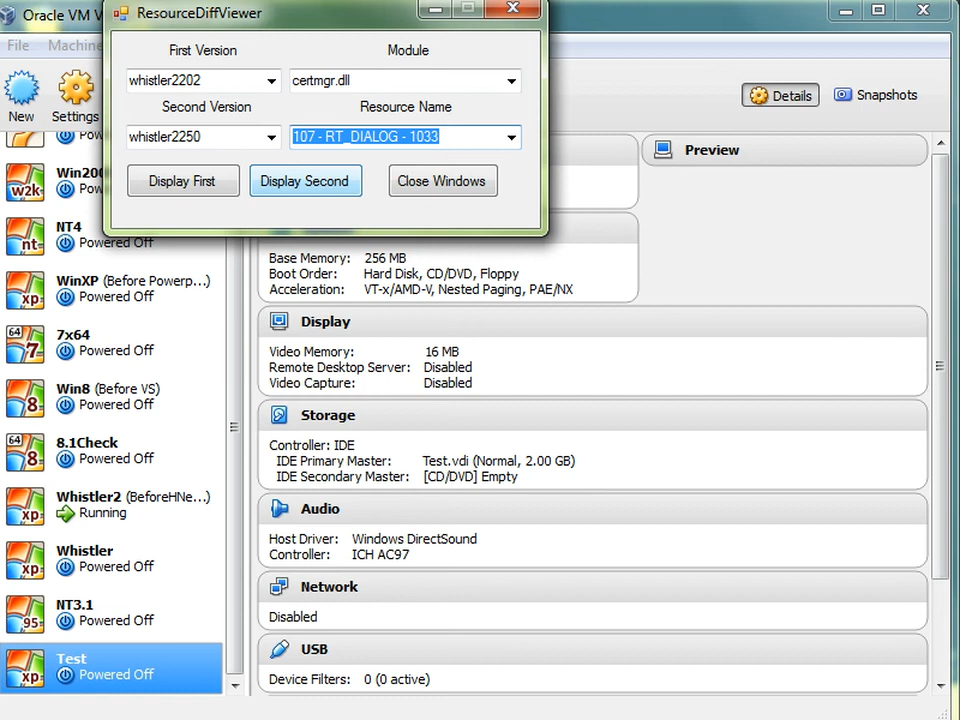 Oracle VM V
ResourceDiffViewer
File Machine
First Version
Module
whistler2202
certmgr.dll
Second Version
Resource Name
whistler2250
107 - RT_DIALOG - 1033
Display First
Display Second
Close Windows
New
Settings
Details
Snapshots
Preview
Powe
Win200
Powe
NT4
Powered Off
WinXP (Before Powerp...)
Powered Off
7x64
Powered Off
Win8 (Before VS)
Powered Off
8.1Check
Powered Off
Whistler2 (BeforeHNe...)
Running
Whistler
Powered Off
NT3.1
Powered Off
Test
Powered Off
Base Memory: 256 MB
Boot Order: Hard Disk, CD/DVD, Floppy
Acceleration: VT-x/AMD-V, Nested Paging, PAE/NX
Display
Video Memory: 16 MB
Remote Desktop Server: Disabled
Video Capture: Disabled
Storage
Controller: IDE
IDE Primary Master: Test.vdi (Normal, 2.00 GB)
IDE Secondary Master: [CD/DVD] Empty
Audio
Host Driver: Windows DirectSound
Controller: ICH AC97
Network
Disabled
USB
Device Filters: 0 (0 active)